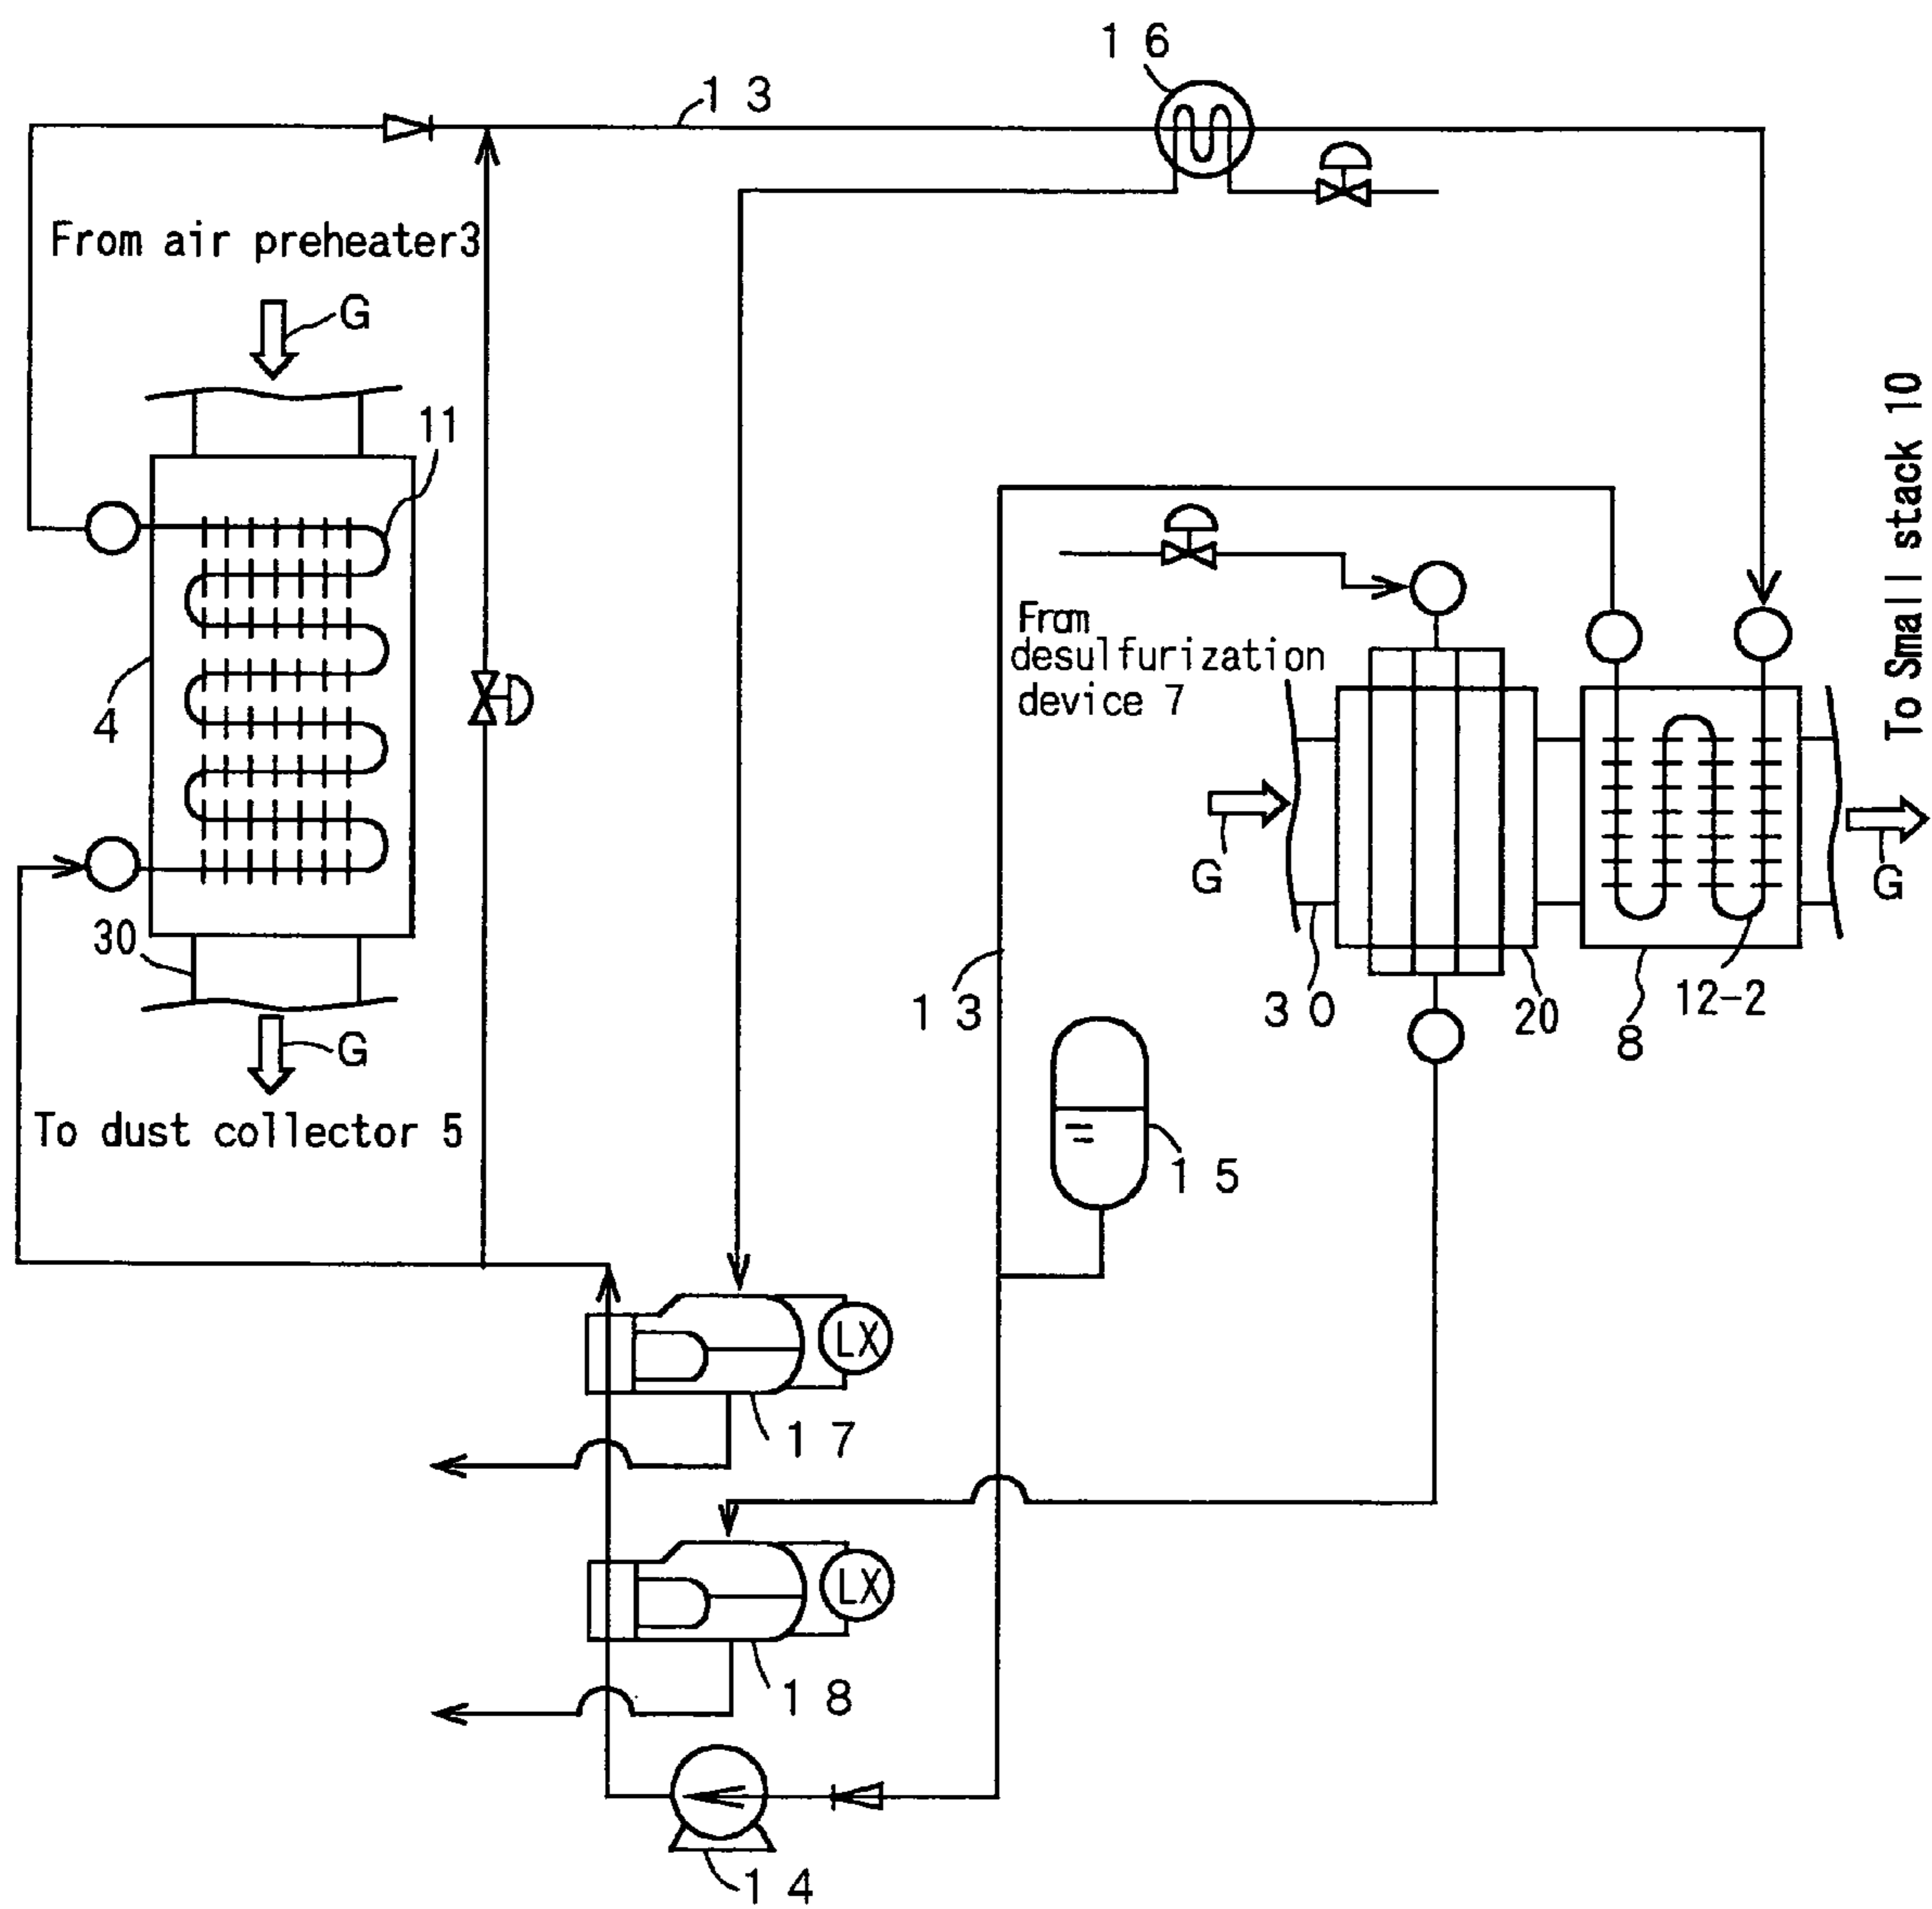 1 6
1 3
From air preheater3
G
11
To Small stack 10
From
desulfurization
device 7
4
G
G
30
1 3
3 0
20
8
12-2
G
To dust collector 5
1 5
LX
1 7
LX
1 8
1 4